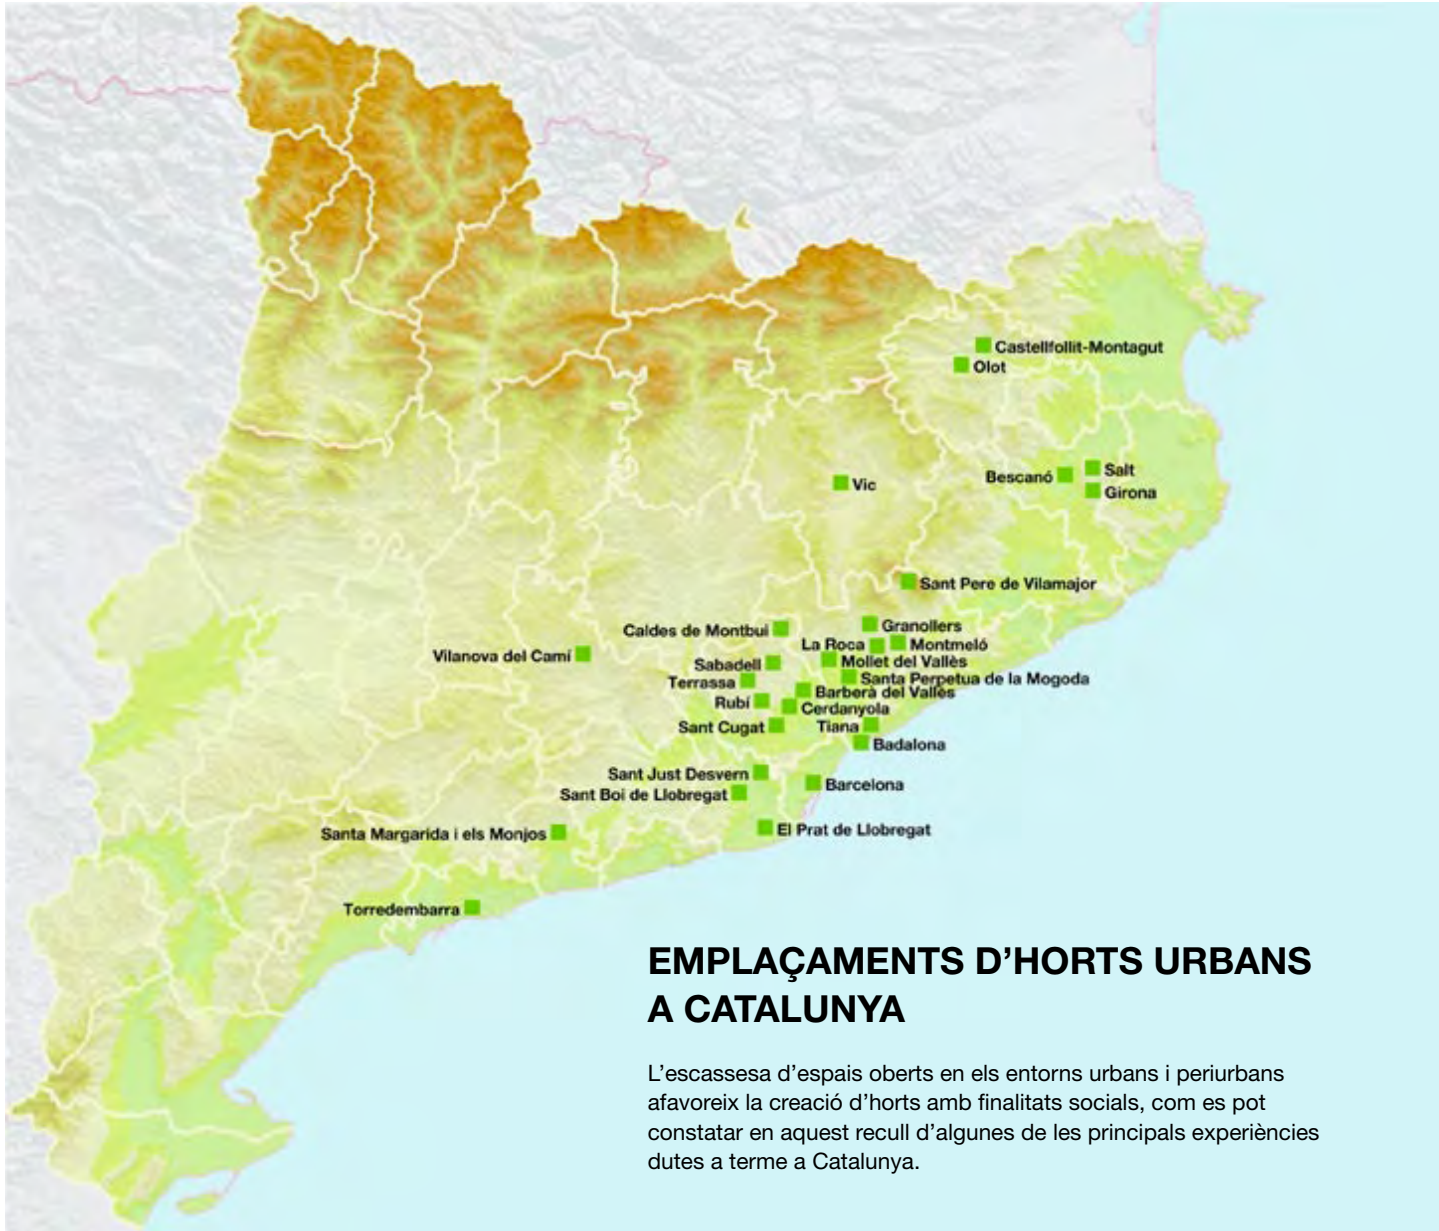 Castellfollit-Montagut
Olot
Salt
Bescanó
Vic
Girona
Sant Pere de Vilamajor
Granollers
Caldes de Montbui
La Roca
Montmeló
Vilanova del Camí
Mollet del Vallès
Sabadell
Santa Perpetua de la Mogoda
Terrassa
Barberà del Vallès
Rubí
Cerdanyola
Sant Cugat
Tiana
Badalona
Sant Just Desvern
Barcelona
Sant Boi de Llobregat
El Prat de Llobregat
Santa Margarida i els Monjos
Torredembarra
EMPLAÇAMENTS D’HORTS URBANS
A CATALUNYA
L’escassesa d’espais oberts en els entorns urbans i periurbans
afavoreix la creació d’horts amb finalitats socials, com es pot
constatar en aquest recull d’algunes de les principals experiències
dutes a terme a Catalunya.